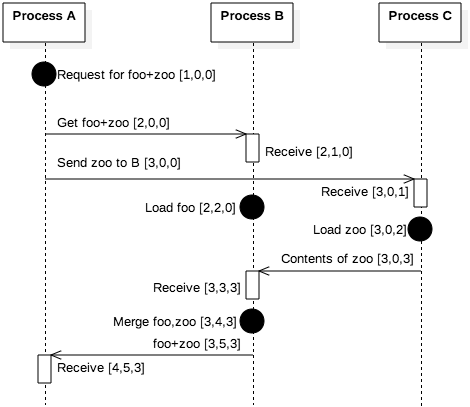 Process A
Process B
Process C
Request for foo+zoo [1,0,0]
Get foo+zoo [2,0,0]
Receive [2,1,0]
Send zoo to B [3,0,0]
Receive [3,0,1]
Load foo [2,2,0]
Load zoo [3,0,2]
Contents of zoo [3,0,3]
Receive [3,3,3]
Merge foo,zoo [3,4,3]
foo+zoo [3,5,3]
Receive [4,5,3]